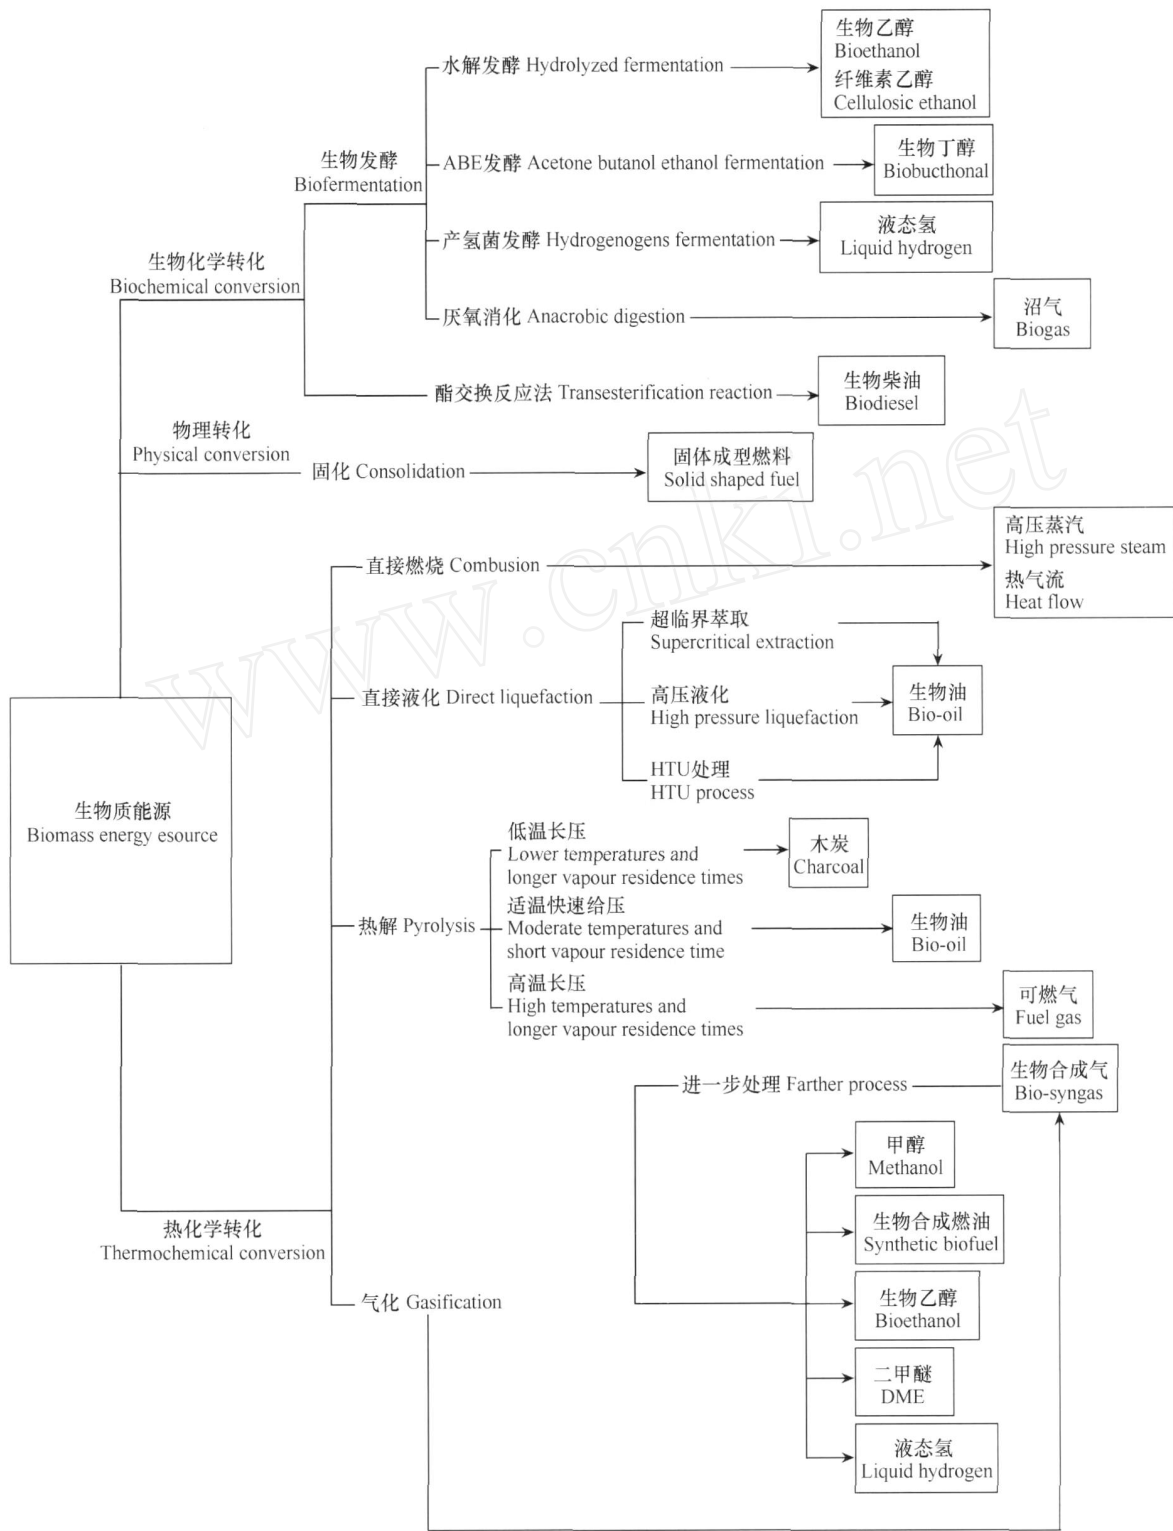 生物乙醇
Bioethanol
纤维素乙醇
Cellulosic ethanol
水解发酵 Hydrolyzed fermentation
生物发酵
Biofermentation
ABE发酵 Acetone butanol ethanol fermentation
生物丁醇
Biobucthonal
产氢菌发酵 Hydrogenogens fermentation
液态氢
Liquid hydrogen
生物化学转化
Biochemical conversion
厌氧消化 Anacrobic digestion
沼气
Biogas
酯交换反应法 Transesterification reaction
生物柴油
Biodiesel
物理转化
Physical conversion
固化 Consolidation
固体成型燃料
Solid shaped fuel
直接燃烧 Combusion
高压蒸汽
High pressure steam
热气流
Heat flow
超临界萃取
Supercritical extraction
直接液化 Direct liquefaction
高压液化
High pressure liquefaction
生物油
Bio-oil
HTU处理
HTU process
生物质能源
Biomass energy esource
低温长压
Lower temperatures and
longer vapour residence times
木炭
Charcoal
热解 Pyrolysis
适温快速给压
Moderate temperatures and
short vapour residence time
生物油
Bio-oil
高温长压
High temperatures and
longer vapour residence times
可燃气
Fuel gas
进一步处理 Farther process
生物合成气
Bio-syngas
甲醇
Methanol
热化学转化
Thermochemical conversion
生物合成燃油
Synthetic biofuel
气化 Gasification
生物乙醇
Bioethanol
二甲醚
DME
液态氢
Liquid hydrogen
www.cnki.net